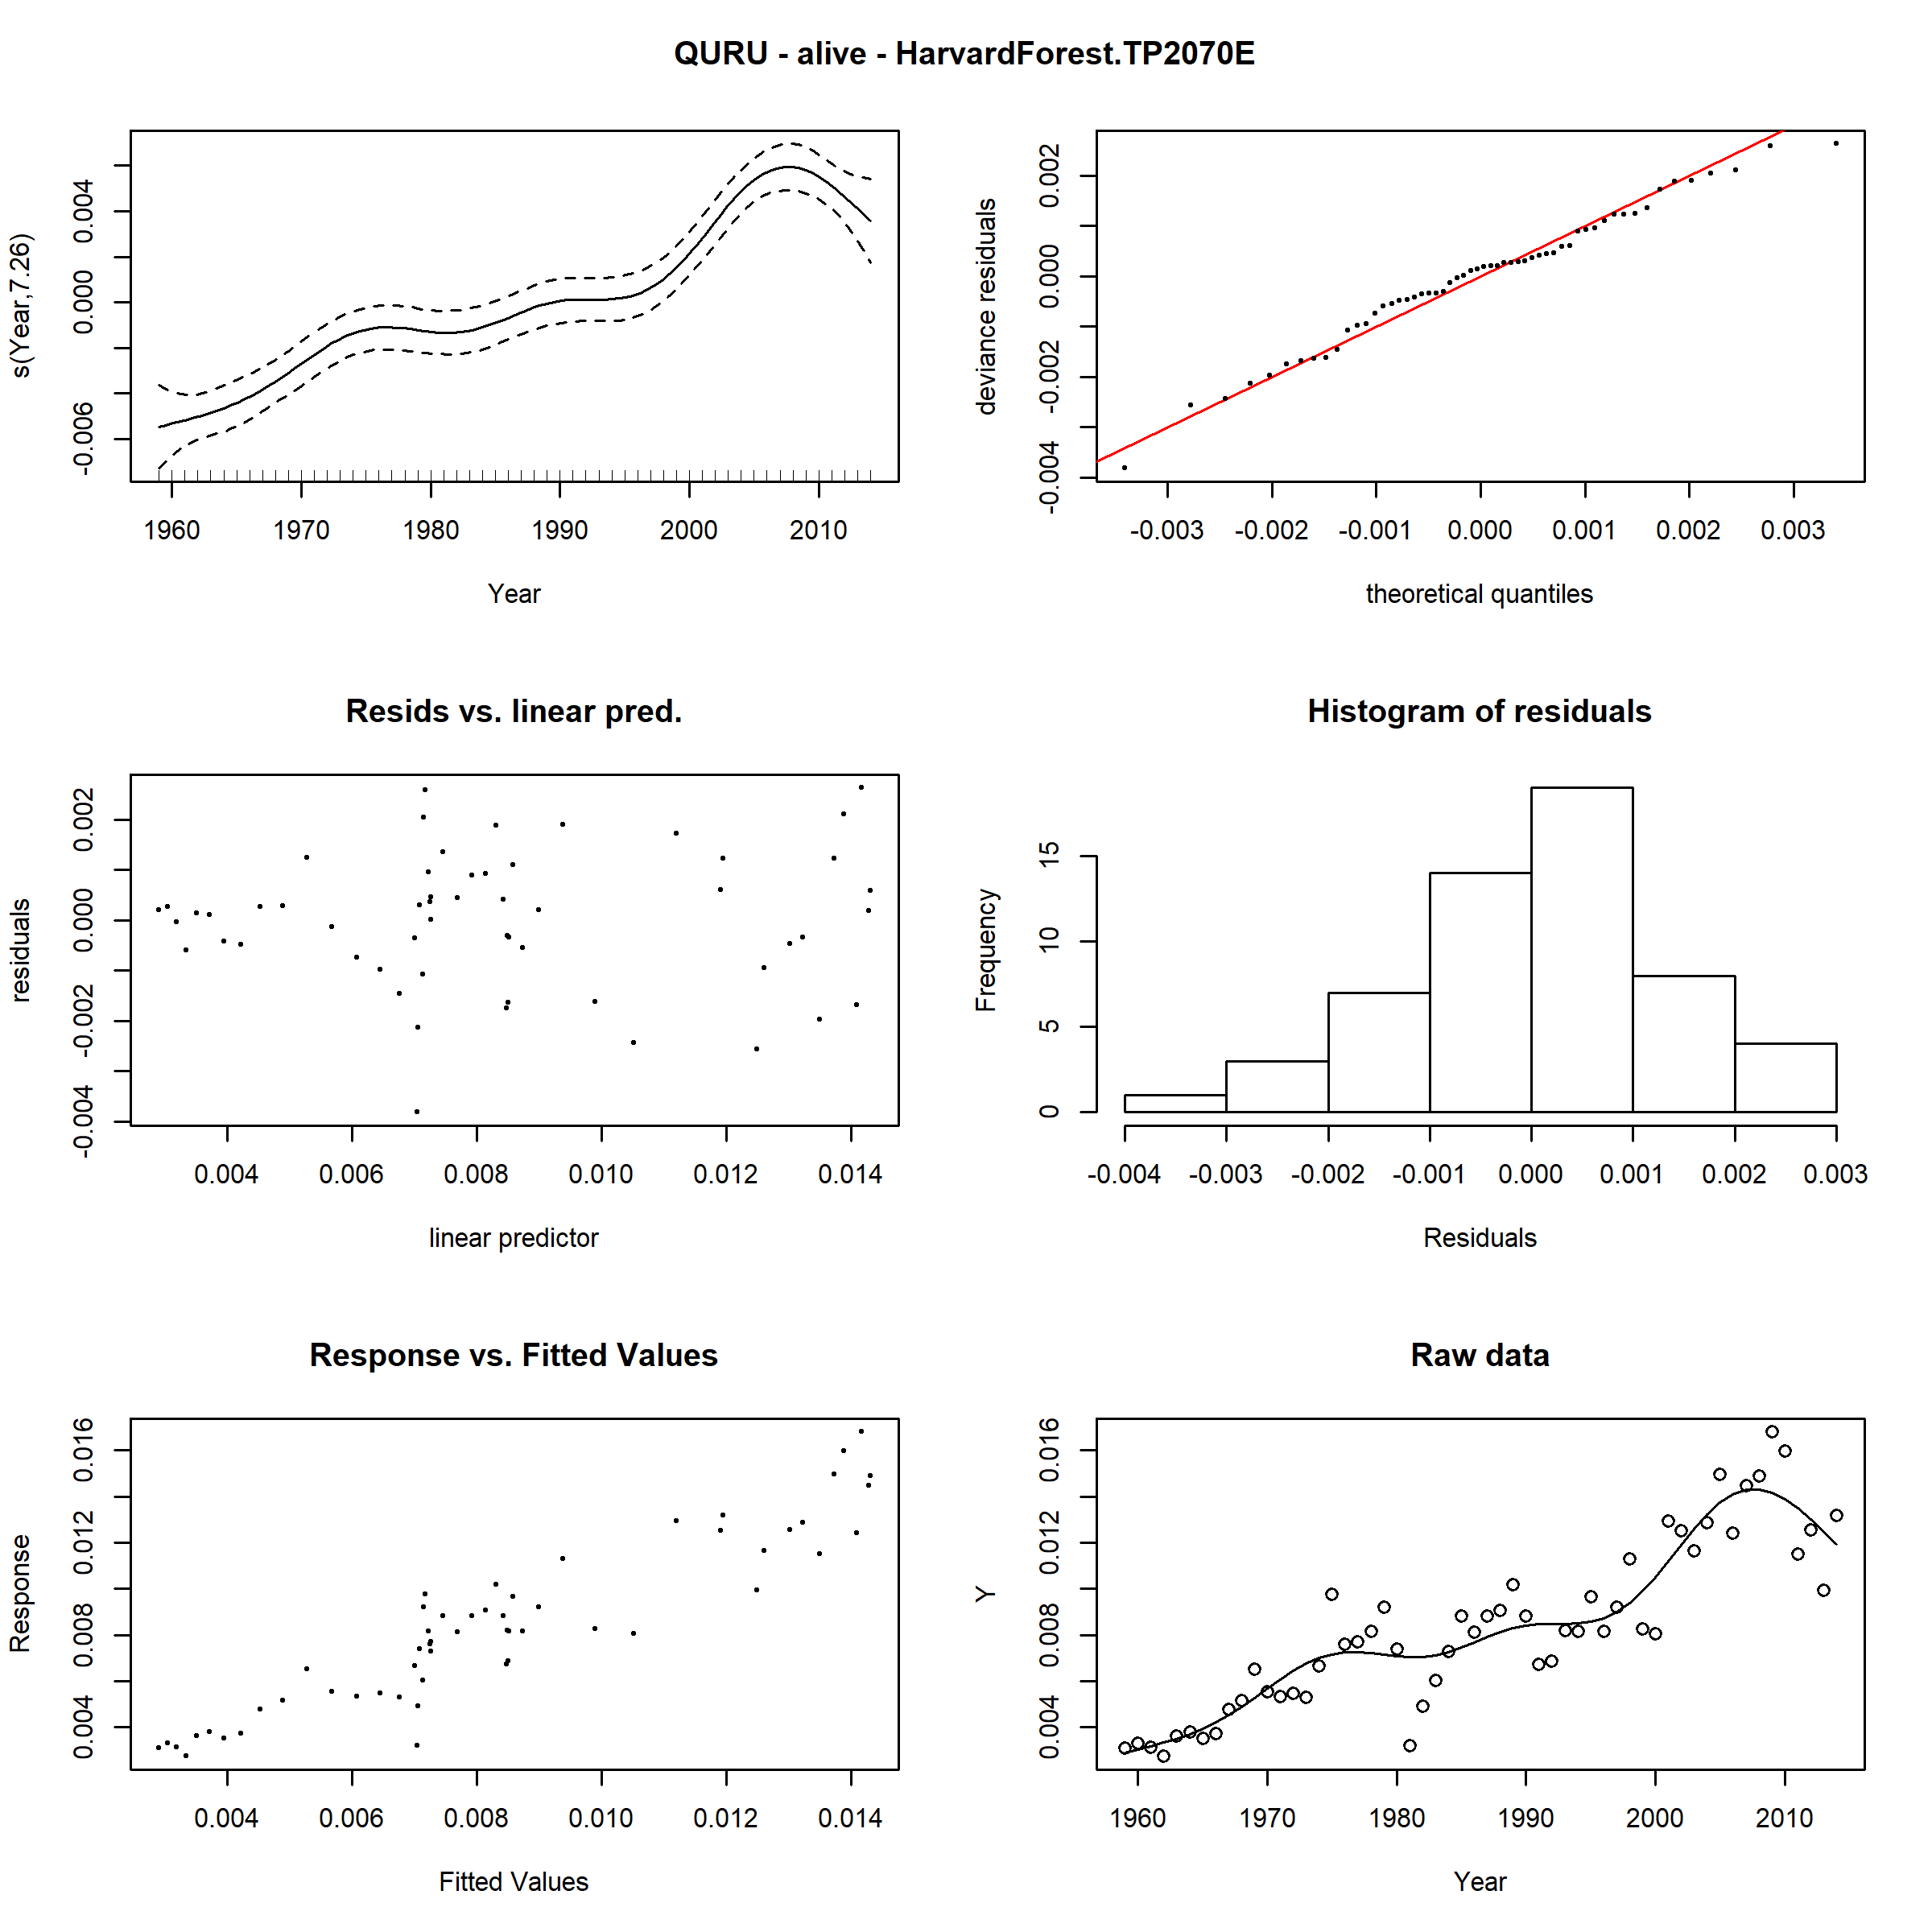 QURU - alive - HarvardForest.TP2070E
s(Year,7.26)
-0.006 0.000 0.004
1960 1970 1980 1990 2000 2010
Year
deviance residuals
-0.004 -0.002 0.000 0.002
-0.003 -0.002 -0.001 0.000 0.001 0.002 0.003
theoretical quantiles
Resids vs. linear pred.
residuals
-0.004 -0.002 0.000 0.002
0.004 0.006 0.008 0.010 0.012 0.014
linear predictor
Histogram of residuals
Frequency
0 5 10 15
-0.004 -0.003 -0.002 -0.001 0.000 0.001 0.002 0.003
Residuals
Response vs. Fitted Values
Response
0.004 0.008 0.012 0.016
0.004 0.006 0.008 0.010 0.012 0.014
Fitted Values
Raw data
Y
0.004 0.008 0.012 0.016
1960 1970 1980 1990 2000 2010
Year